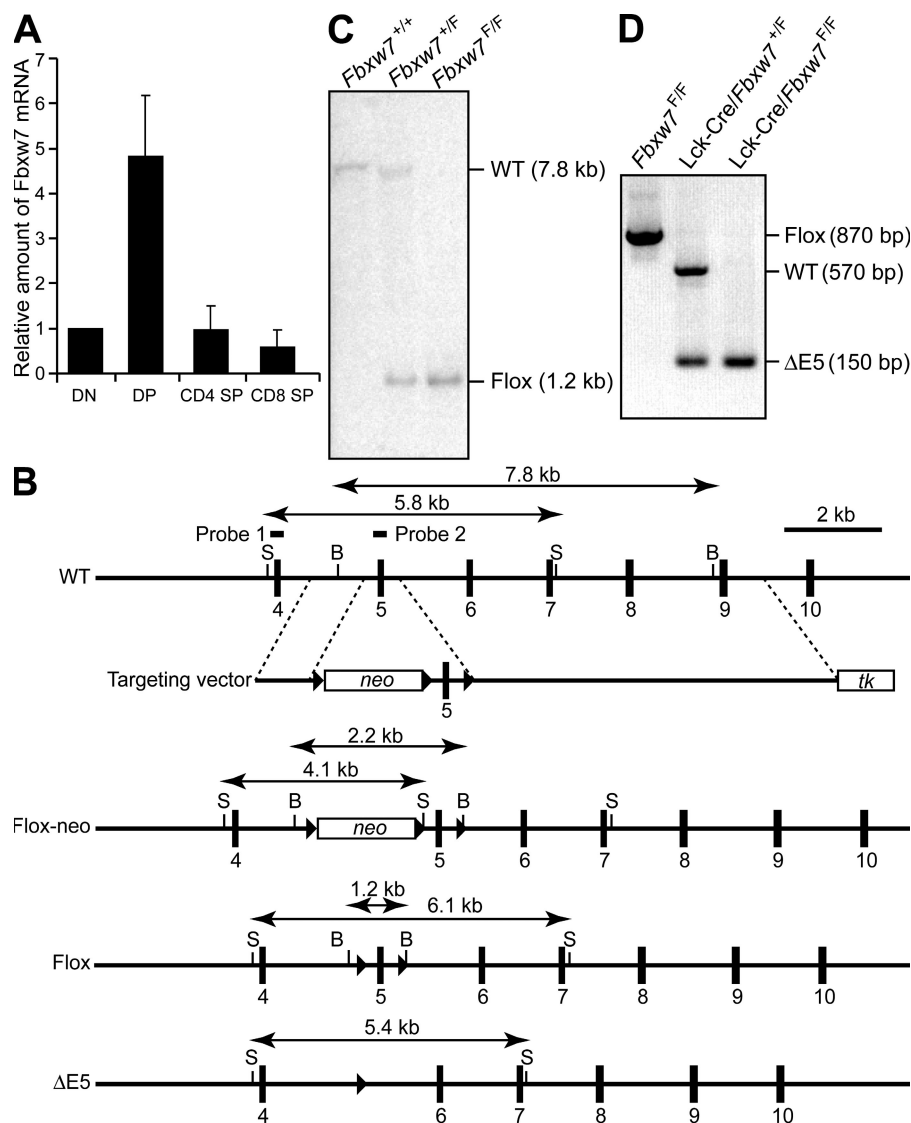 A
Relative amount of Fbxw7 mRNA
7
6
5
4
3
2
1
0
DN
DP
CD4 SP
CD8 SP
C
Fbxw7+/+
Fbxw7+/F
Fbxw7F/F
WT (7.8 kb)
Flox (1.2 kb)
D
Fbxw7F/F
Lck-Cre/Fbxw7+/F
Lck-Cre/Fbxw7F/F
Flox (870 bp)
WT (570 bp)
ΔE5 (150 bp)
B
7.8 kb
5.8 kb
2 kb
Probe 1
Probe 2
S B S B
WT
4 5 6 7 8 9 10
Targeting vector
neo
5
tk
2.2 kb
4.1 kb
S B S B S
Flox-neo
neo
4 5 6 7 8 9 10
1.2 kb
6.1 kb
S B B S
Flox
4 5 6 7 8 9 10
5.4 kb
S S
ΔE5
4 6 7 8 9 10